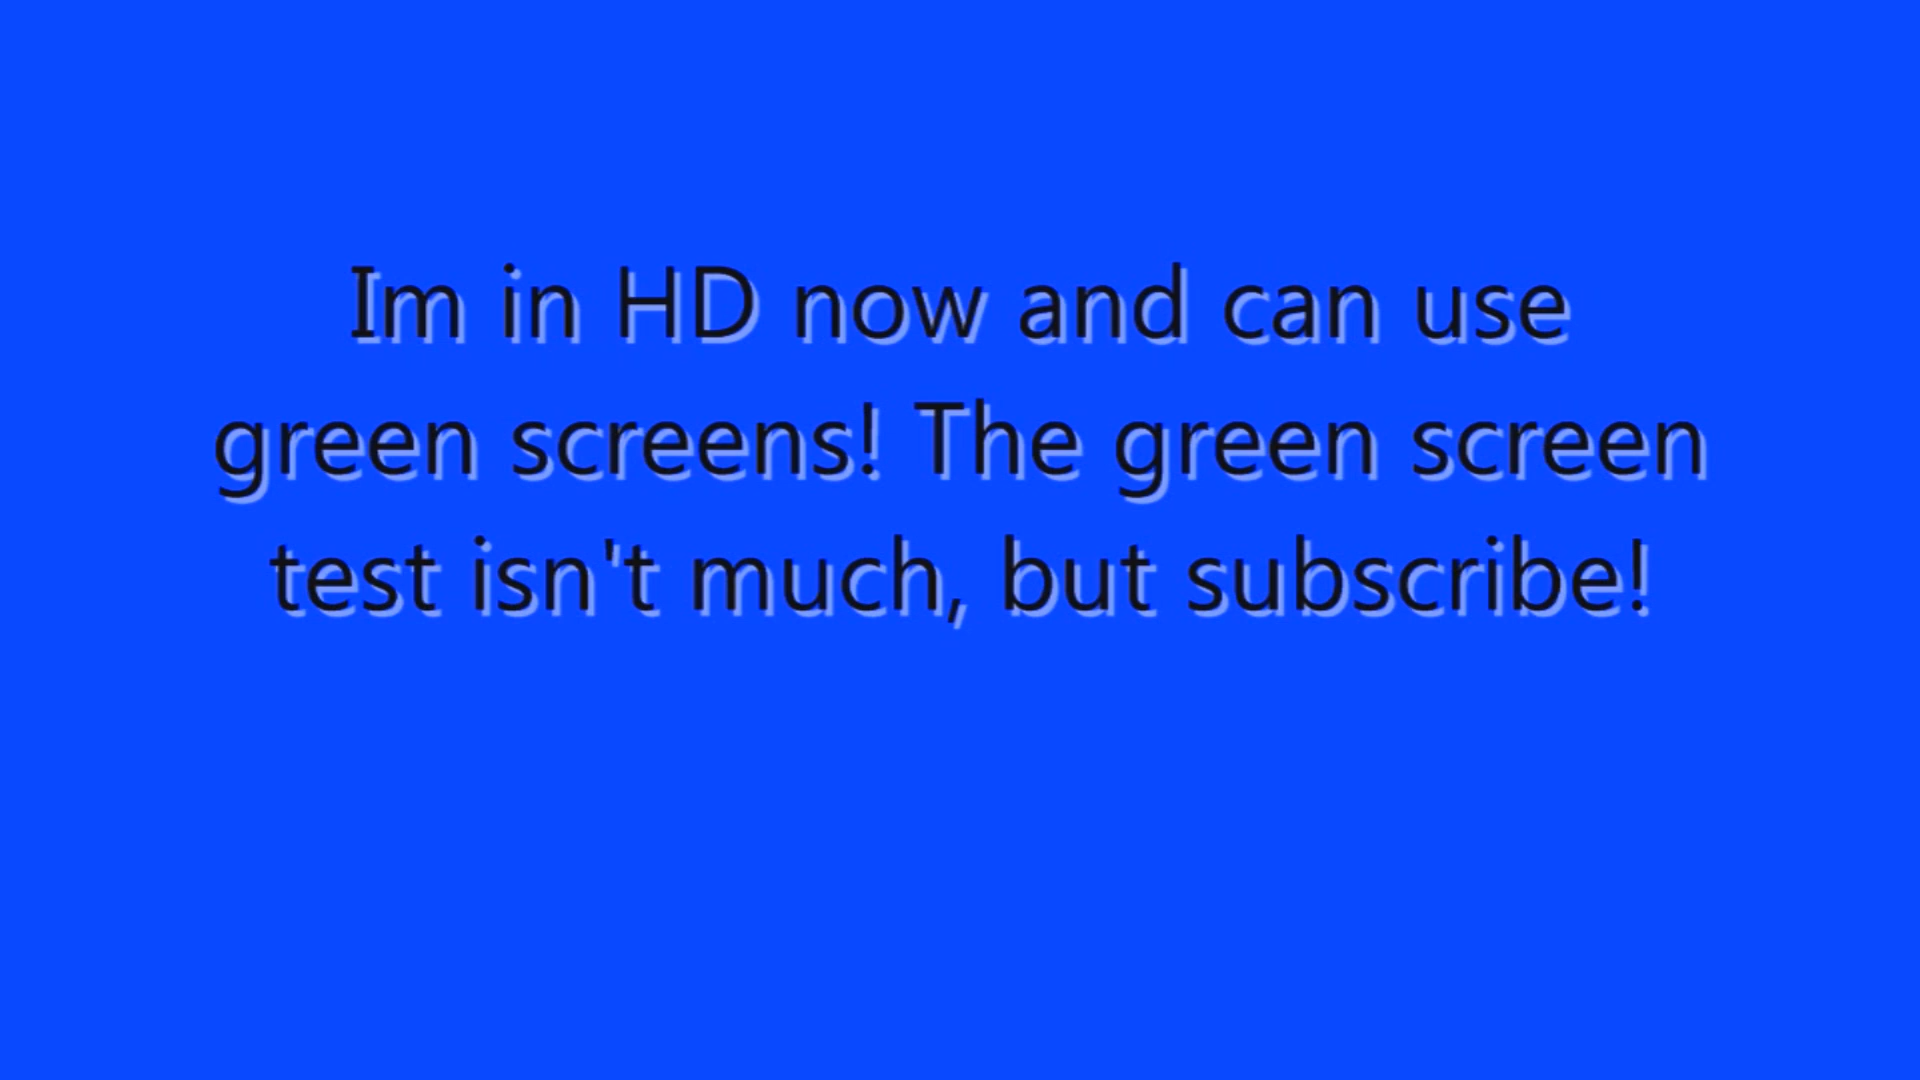 Im in HD now and can use
green screens! The green screen
test isn't much, but subscribe!